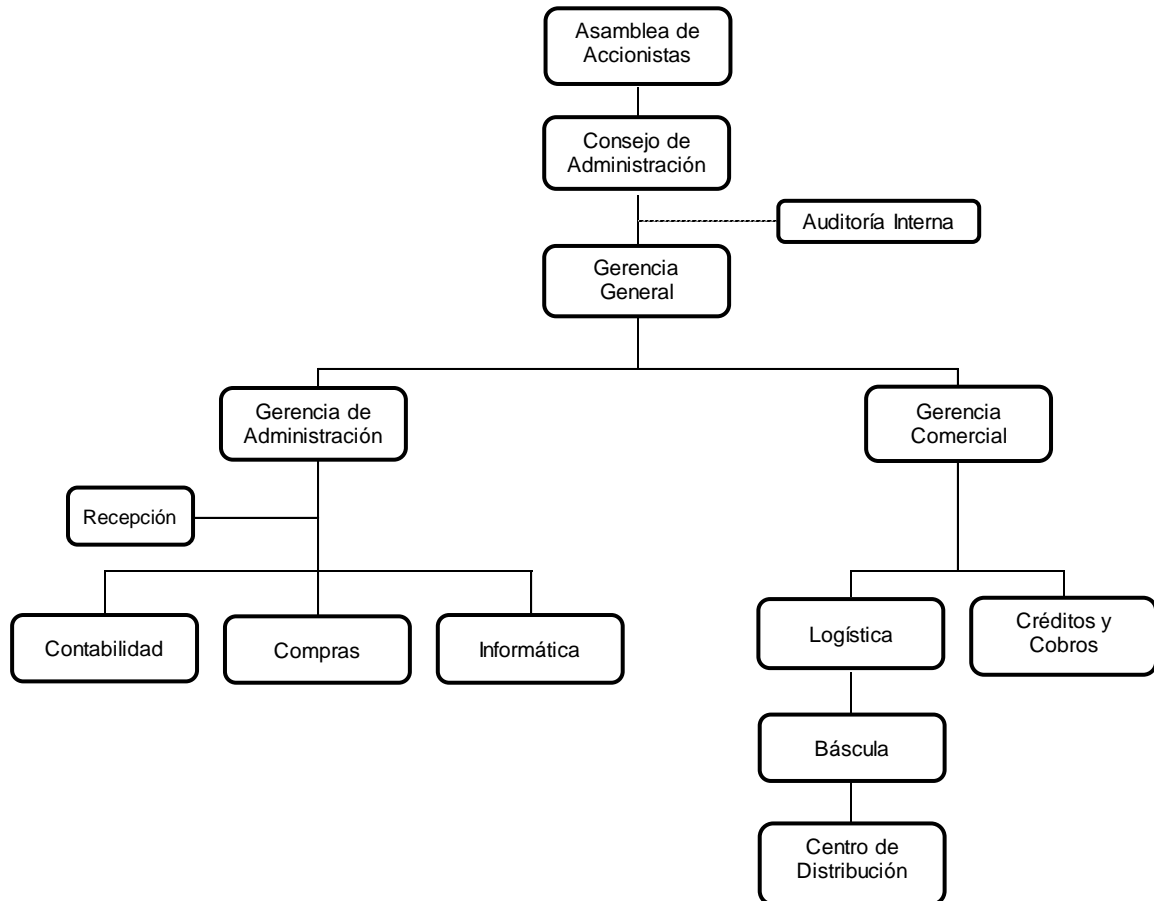 Asamblea de
Accionistas
Consejo de
Administración
Auditoría Interna
Gerencia
General
Gerencia de
Administración
Gerencia
Comercial
Recepción
Contabilidad
Compras
Informática
Logística
Créditos y
Cobros
Báscula
Centro de
Distribución